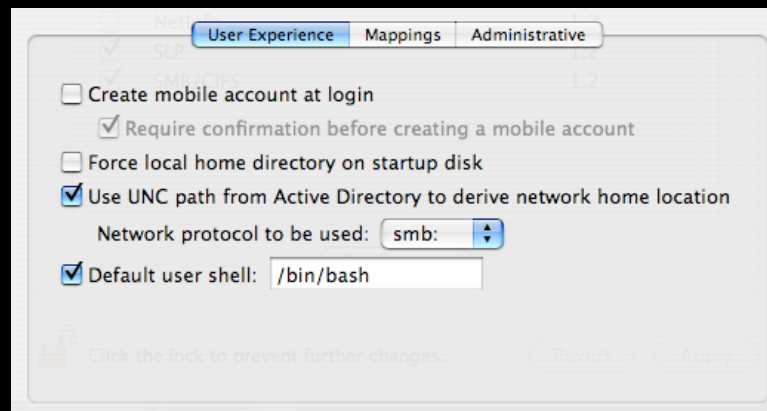 User Experience Mappings Administrative
SLP 1.2
SMB/CIFS 1.2
Create mobile account at login
Require confirmation before creating a mobile account
Force local home directory on startup disk
Use UNC path from Active Directory to derive network home location
Network protocol to be used: smb:
Default user shell: /bin/bash
Click the lock to prevent further changes. Revert Apply